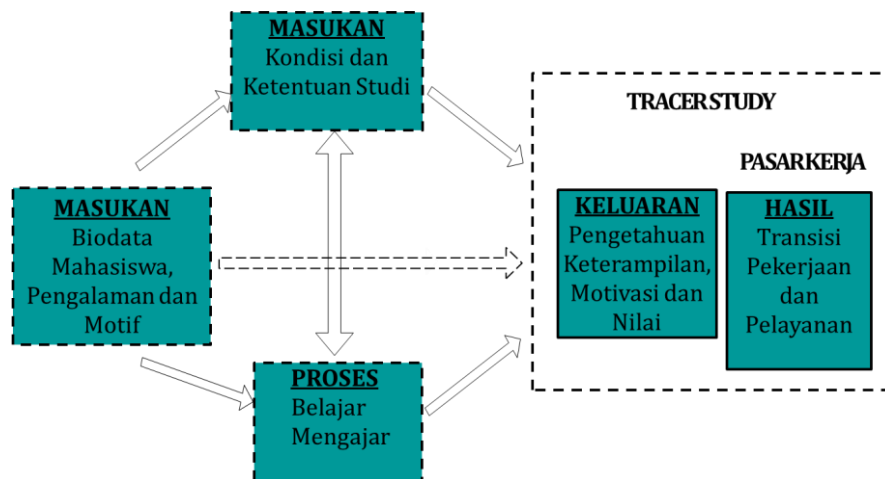 MASUKAN
Kondisi dan
Ketentuan Studi
MASUKAN
Biodata
Mahasiswa,
Pengalaman dan
Motif
PROSES
Belajar
Mengajar
TRACER STUDY
PASAR KERJA
KELUARAN
Pengetahuan
Keterampilan,
Motivasi dan
Nilai
HASIL
Transisi
Pekerjaan
dan
Pelayanan